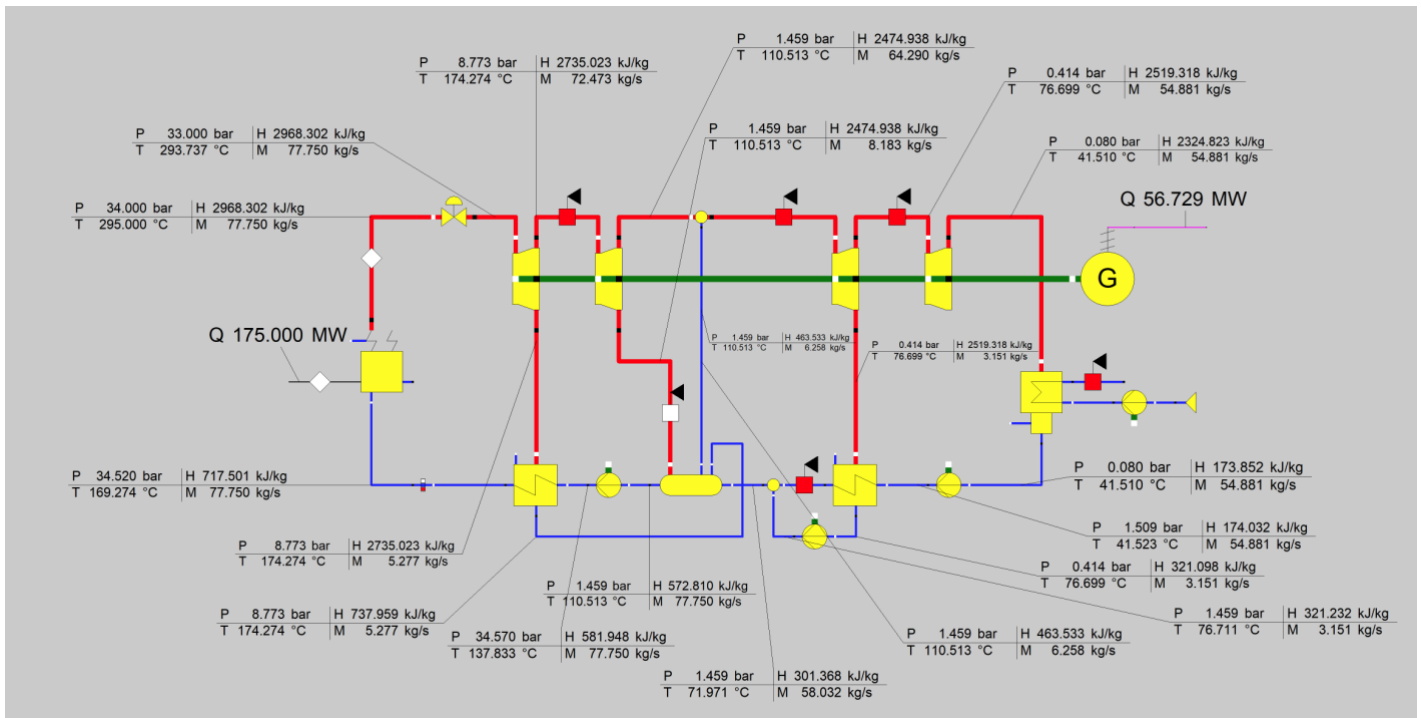 P 1.459 bar H 2474.938 kJ/kg
T 110.513 °C M 64.290 kg/s
P 8.773 bar H 2735.023 kJ/kg
T 174.274 °C M 72.473 kg/s
P 0.414 bar H 2519.318 kJ/kg
T 76.699 °C M 54.881 kg/s
P 33.000 bar H 2968.302 kJ/kg
T 293.737 °C M 77.750 kg/s
P 1.459 bar H 2474.938 kJ/kg
T 110.513 °C M 8.183 kg/s
P 0.080 bar H 2324.823 kJ/kg
T 41.510 °C M 54.881 kg/s
P 34.000 bar H 2968.302 kJ/kg
T 295.000 °C M 77.750 kg/s
Q 56.729 MW
G
Q 175.000 MW
P 1.459 bar H 463.533 kJ/kg
T 110.513 °C M 6.258 kg/s
P 0.414 bar H 2519.318 kJ/kg
T 76.699 °C M 3.151 kg/s
P 34.520 bar H 717.501 kJ/kg
T 169.274 °C M 77.750 kg/s
P 0.080 bar H 173.852 kJ/kg
T 41.510 °C M 54.881 kg/s
P 1.509 bar H 174.032 kJ/kg
T 41.523 °C M 54.881 kg/s
P 8.773 bar H 2735.023 kJ/kg
T 174.274 °C M 5.277 kg/s
P 0.414 bar H 321.098 kJ/kg
T 76.699 °C M 3.151 kg/s
P 1.459 bar H 572.810 kJ/kg
T 110.513 °C M 77.750 kg/s
P 8.773 bar H 737.959 kJ/kg
T 174.274 °C M 5.277 kg/s
P 1.459 bar H 321.232 kJ/kg
T 76.711 °C M 3.151 kg/s
P 34.570 bar H 581.948 kJ/kg
T 137.833 °C M 77.750 kg/s
P 1.459 bar H 463.533 kJ/kg
T 110.513 °C M 6.258 kg/s
P 1.459 bar H 301.368 kJ/kg
T 71.971 °C M 58.032 kg/s